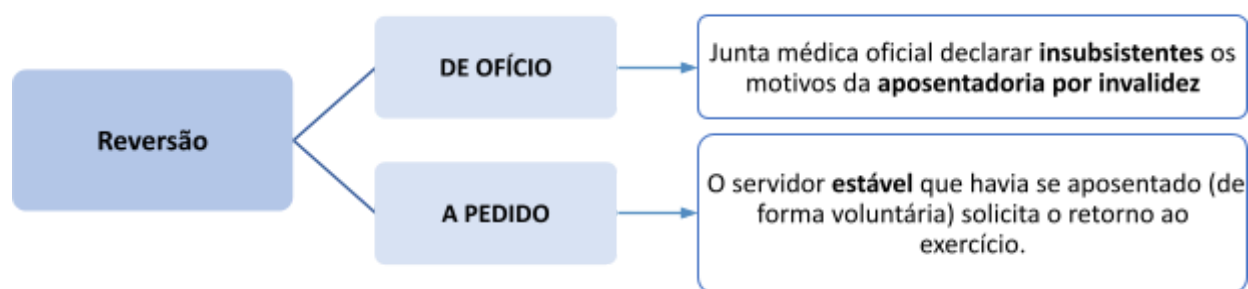 Reversão
DE OFÍCIO
Junta médica oficial declarar insubsistentes os
motivos da aposentadoria por invalidez
A PEDIDO
O servidor estável que havia se aposentado (de
forma voluntária) solicita o retorno ao
exercício.